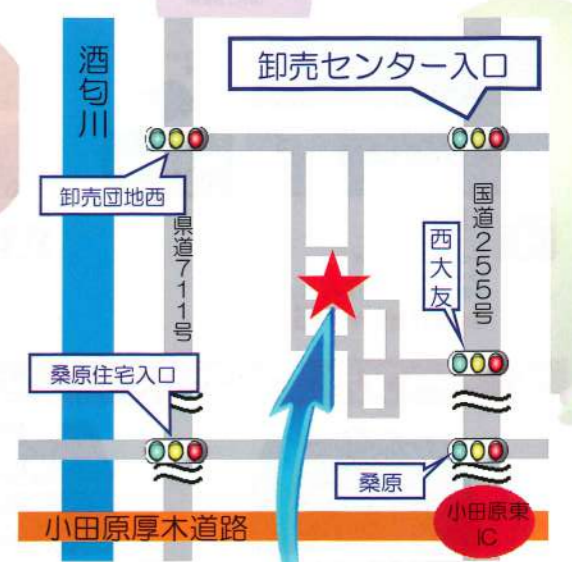 酒匂川
卸売センター入口
卸売団地西
県道711号
国道255号
西大友
桑原住宅入口
桑原
小田原厚木道路
小田原東
IC